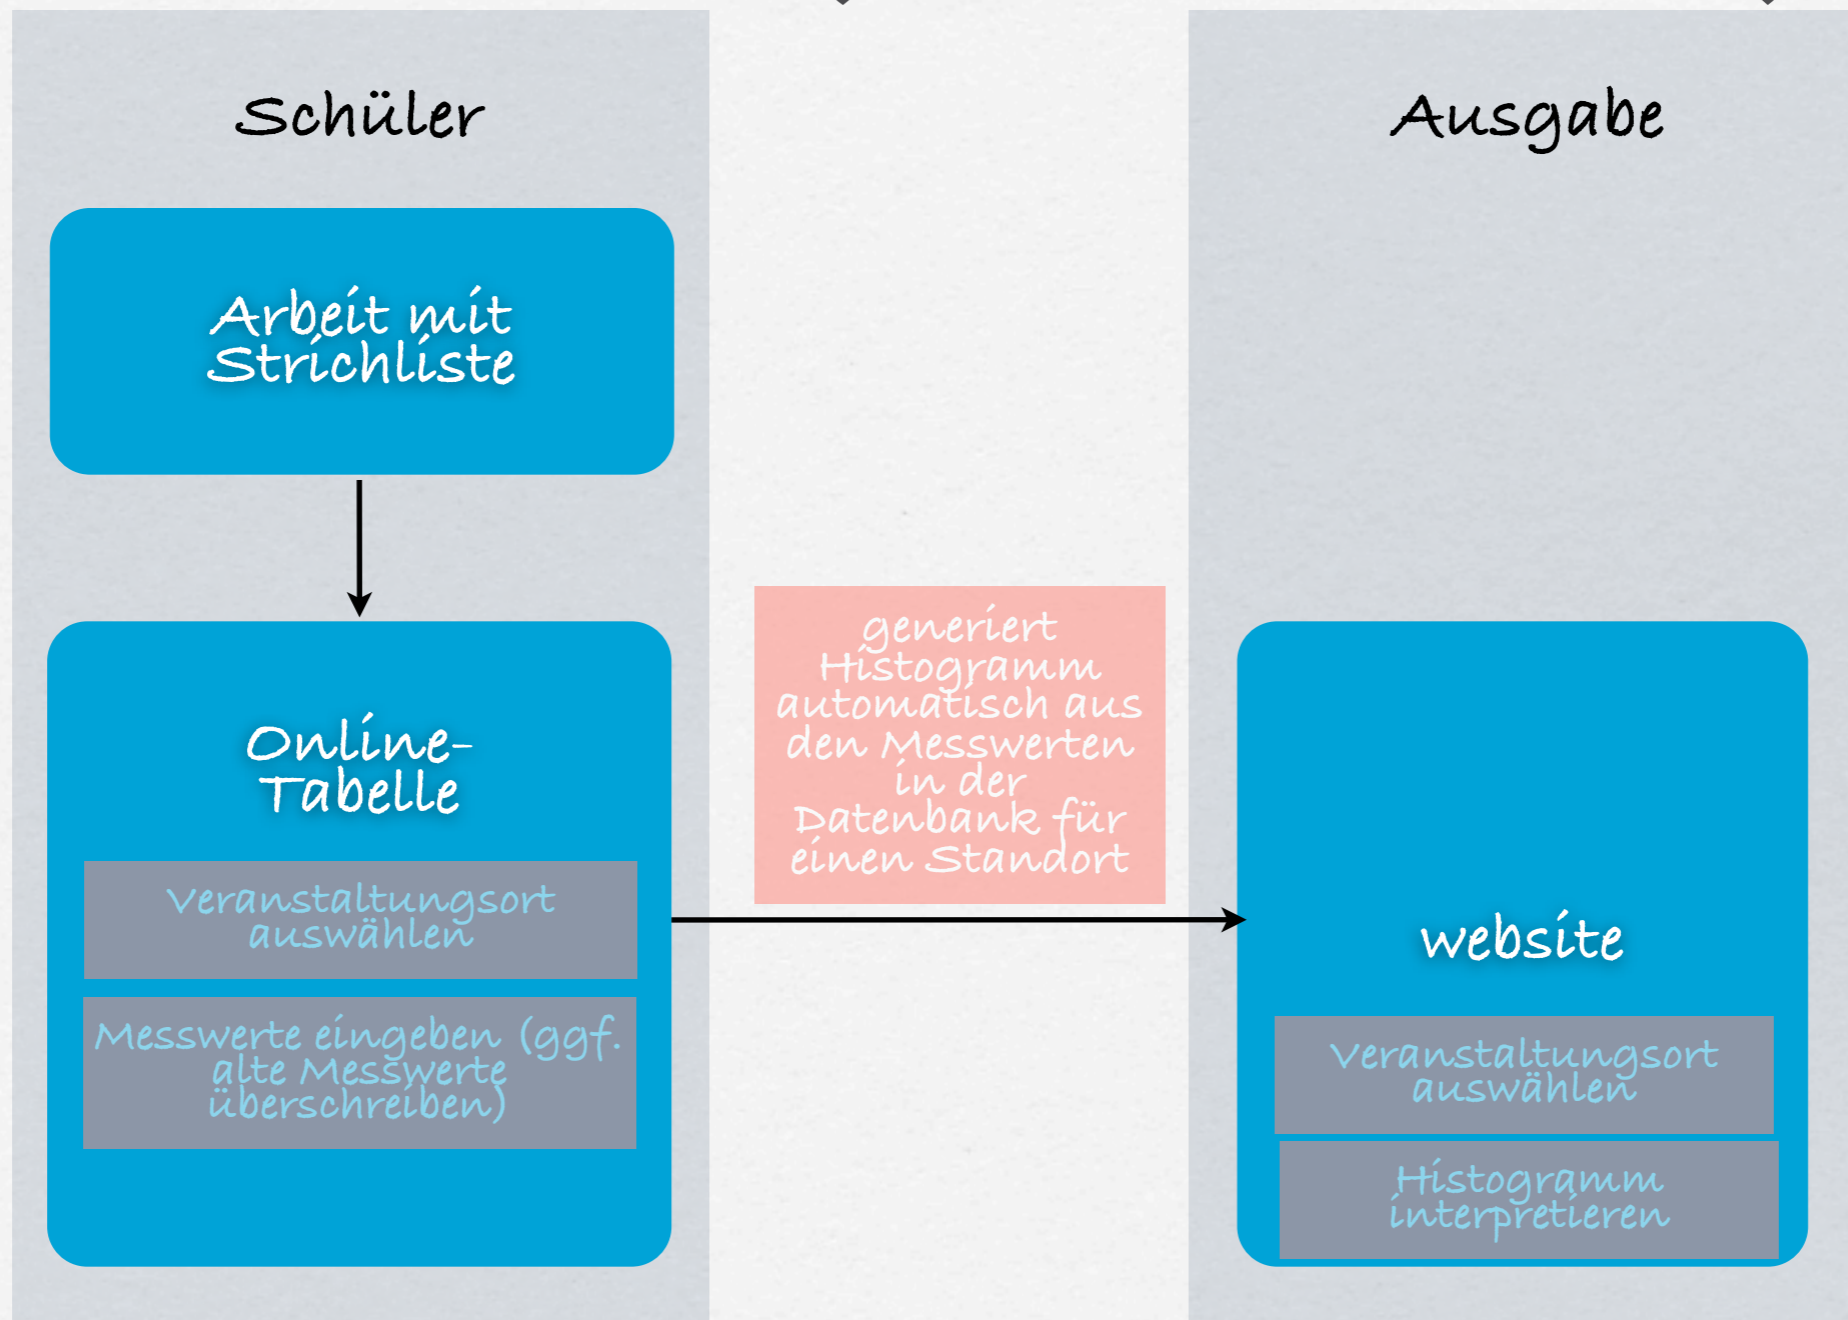 Schüler
Arbeit mit
Strichliste
Online-
Tabelle
Veranstaltungsort
auswählen
Messwerte eingeben (ggf.
alte Messwerte
überschreiben)
generiert
Histogramm
automatisch aus
den Messwerten
in der
Datenbank für
einen Standort
Ausgabe
website
Veranstaltungsort
auswählen
Histogramm
interpretieren